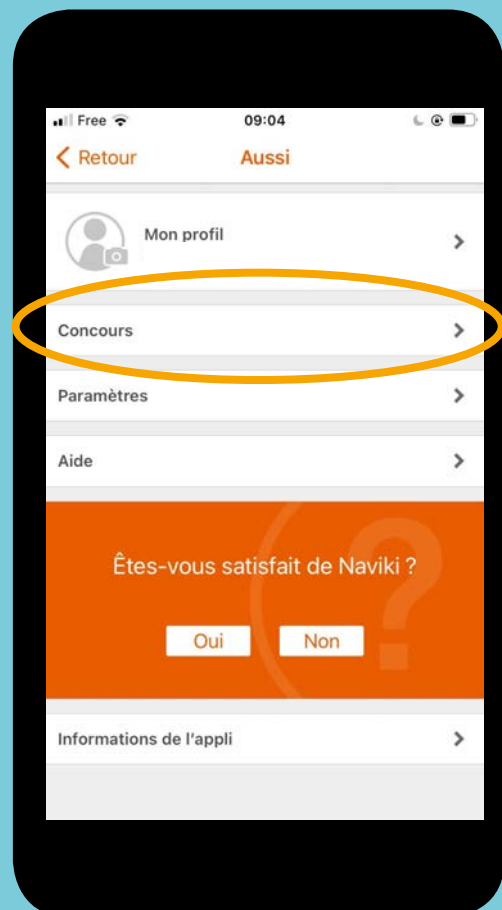 Free 09:04
Retour Aussi
Mon profil
Concours
Paramètres
Aide
Êtes-vous satisfait de Naviki ?
Oui Non
Informations de l'appli